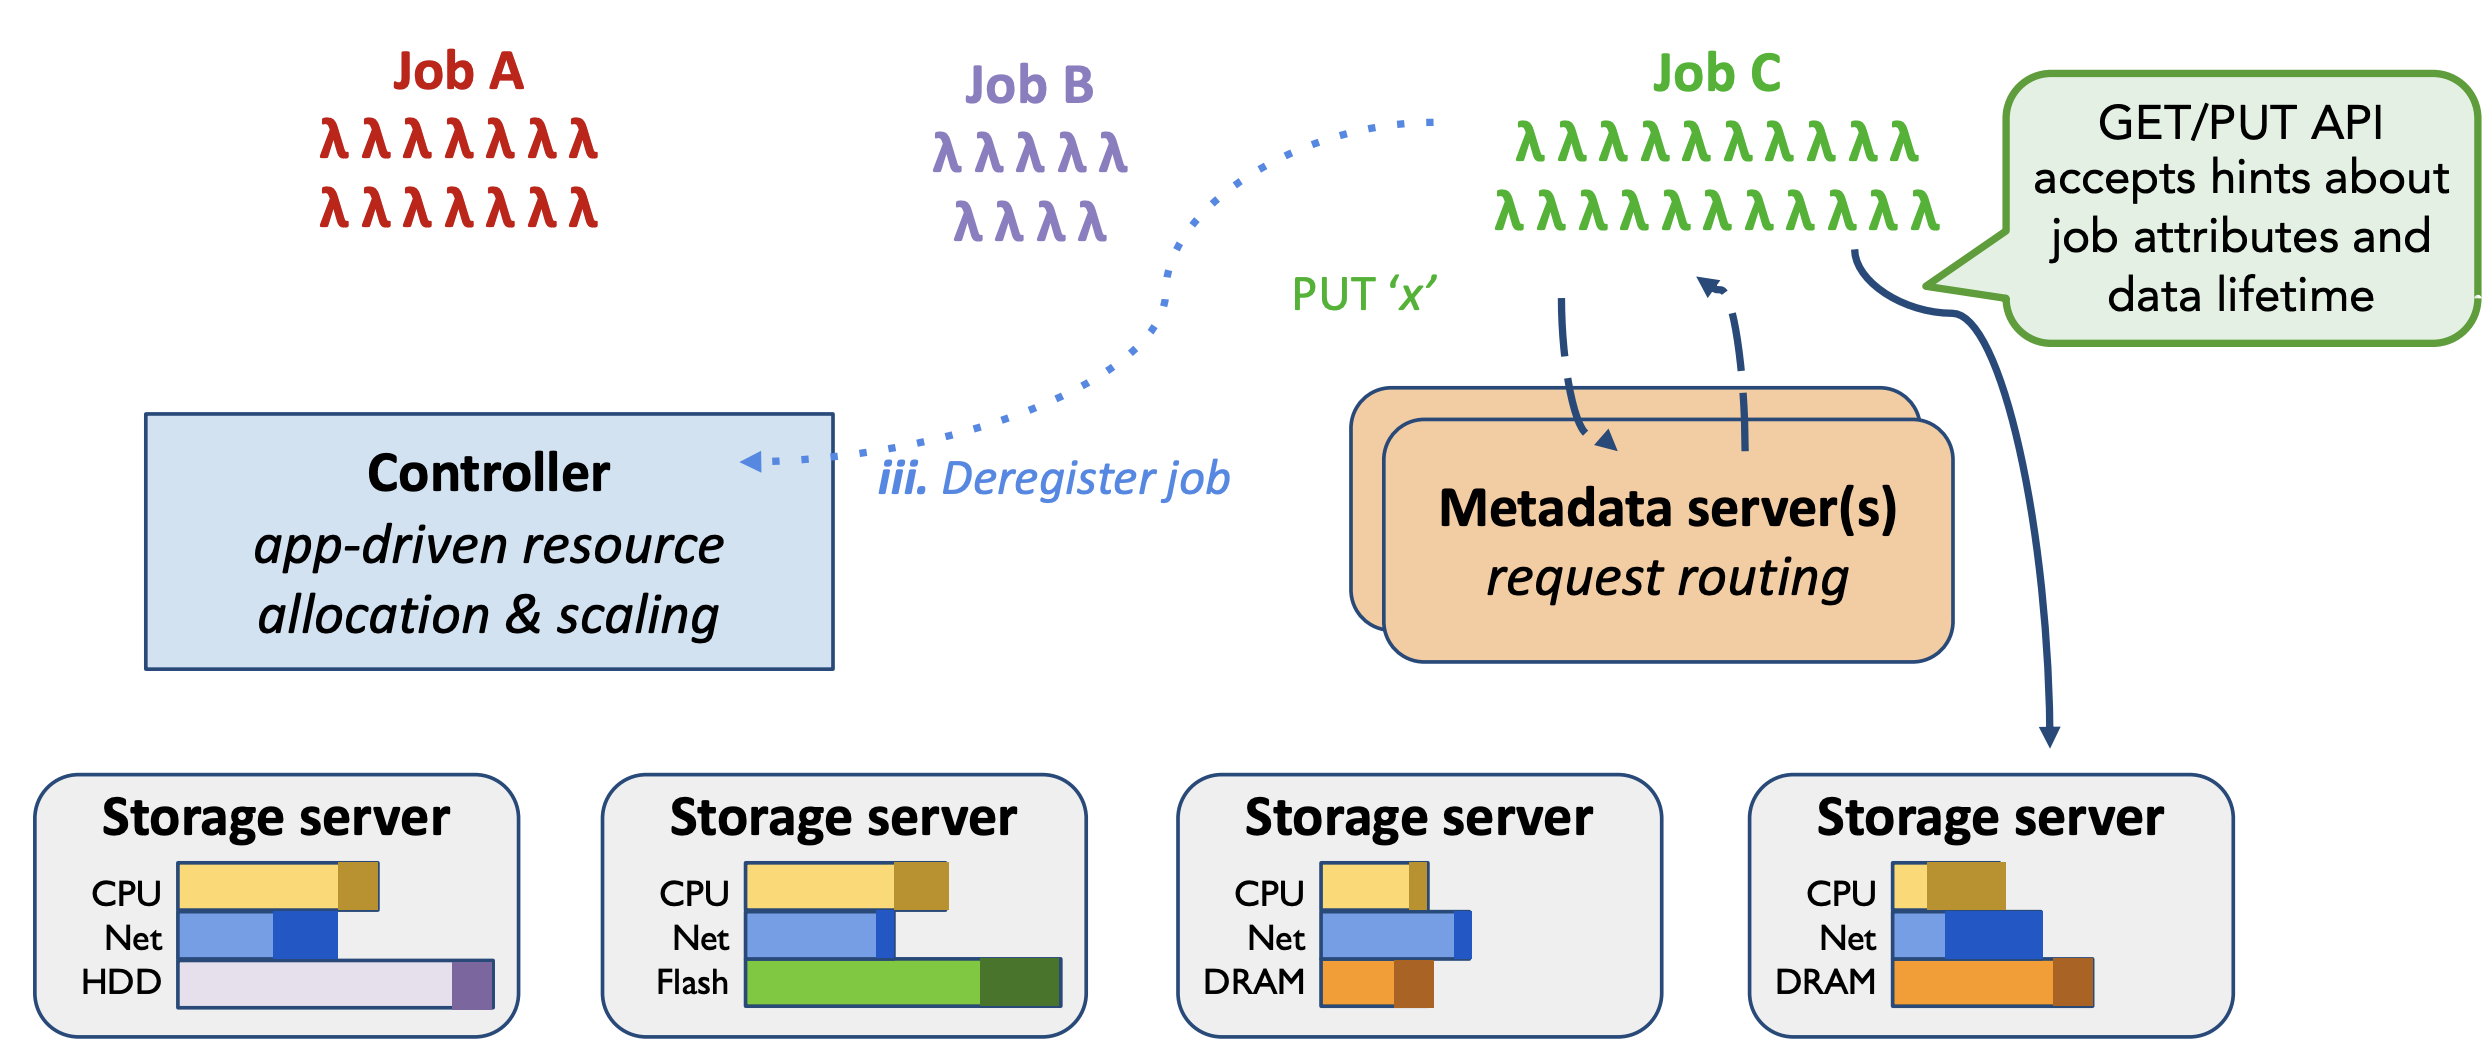 Job A
λ λ λ λ λ λ λ
λ λ λ λ λ λ λ
Job B
λ λ λ λ λ
λ λ λ λ
Job C
λ λ λ λ λ λ λ λ λ λ
λ λ λ λ λ λ λ λ λ λ λ
GET/PUT API
accepts hints about
job attributes and
data lifetime
PUT ‘x’
Controller
app-driven resource
allocation & scaling
iii. Deregister job
Metadata server(s)
request routing
Storage server
CPU
Net
HDD
Storage server
CPU
Net
Flash
Storage server
CPU
Net
DRAM
Storage server
CPU
Net
DRAM